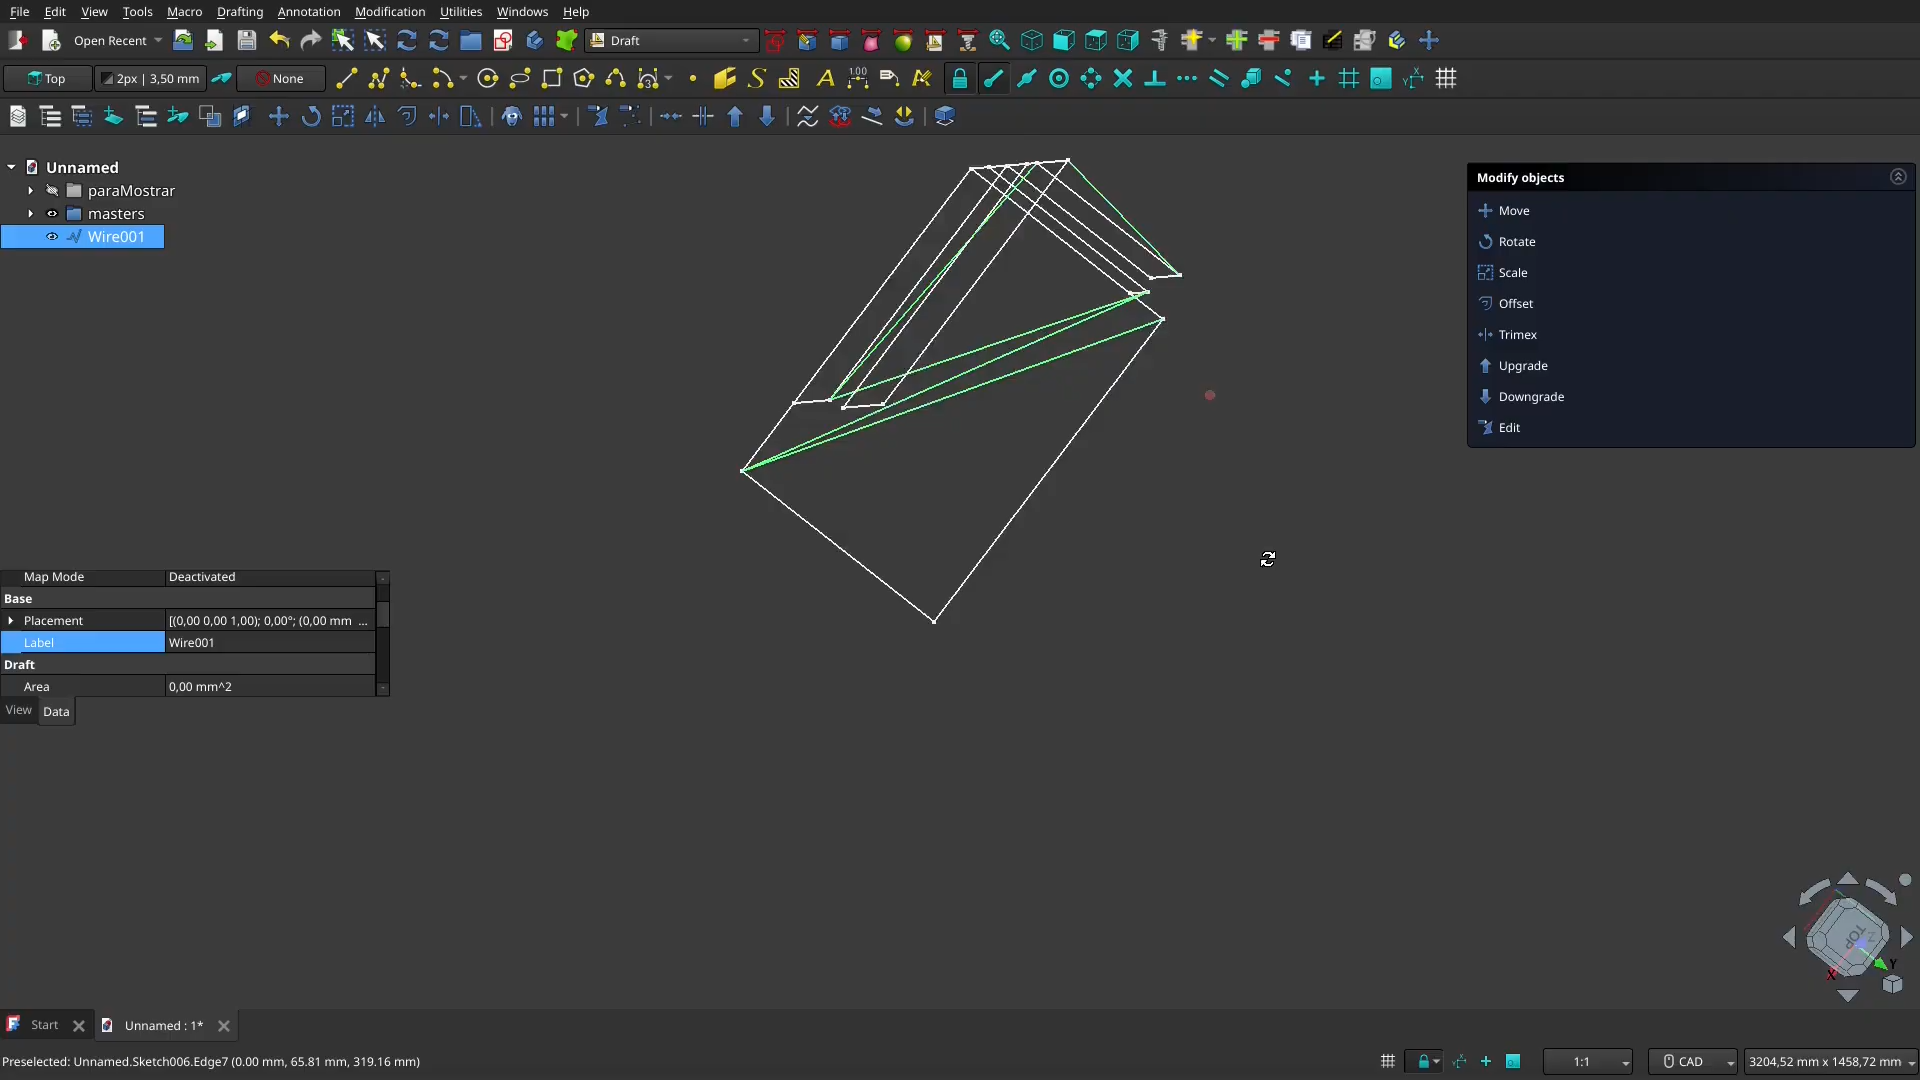 File Edit View Tools Macro Drafting Annotation Modification Utilities Windows Help
Open Recent Draft
Top 2px | 3,50 mm None
Unnamed
paraMostrar
masters
Wire001
Modify objects
Move
Rotate
Scale
Offset
Trimex
Upgrade
Downgrade
Edit
Map Mode Deactivated
Base
Placement [(0,00 0,00 1,00); 0,00°; (0,00 mm ...
Label Wire001
Draft
Area 0,00 mm^2
View Data
TOP
Z
X
Y
Start Unnamed : 1*
Preselected: Unnamed.Sketch006.Edge7 (0.00 mm, 65.81 mm, 319.16 mm)
1:1 CAD 3204,52 mm x 1458,72 mm